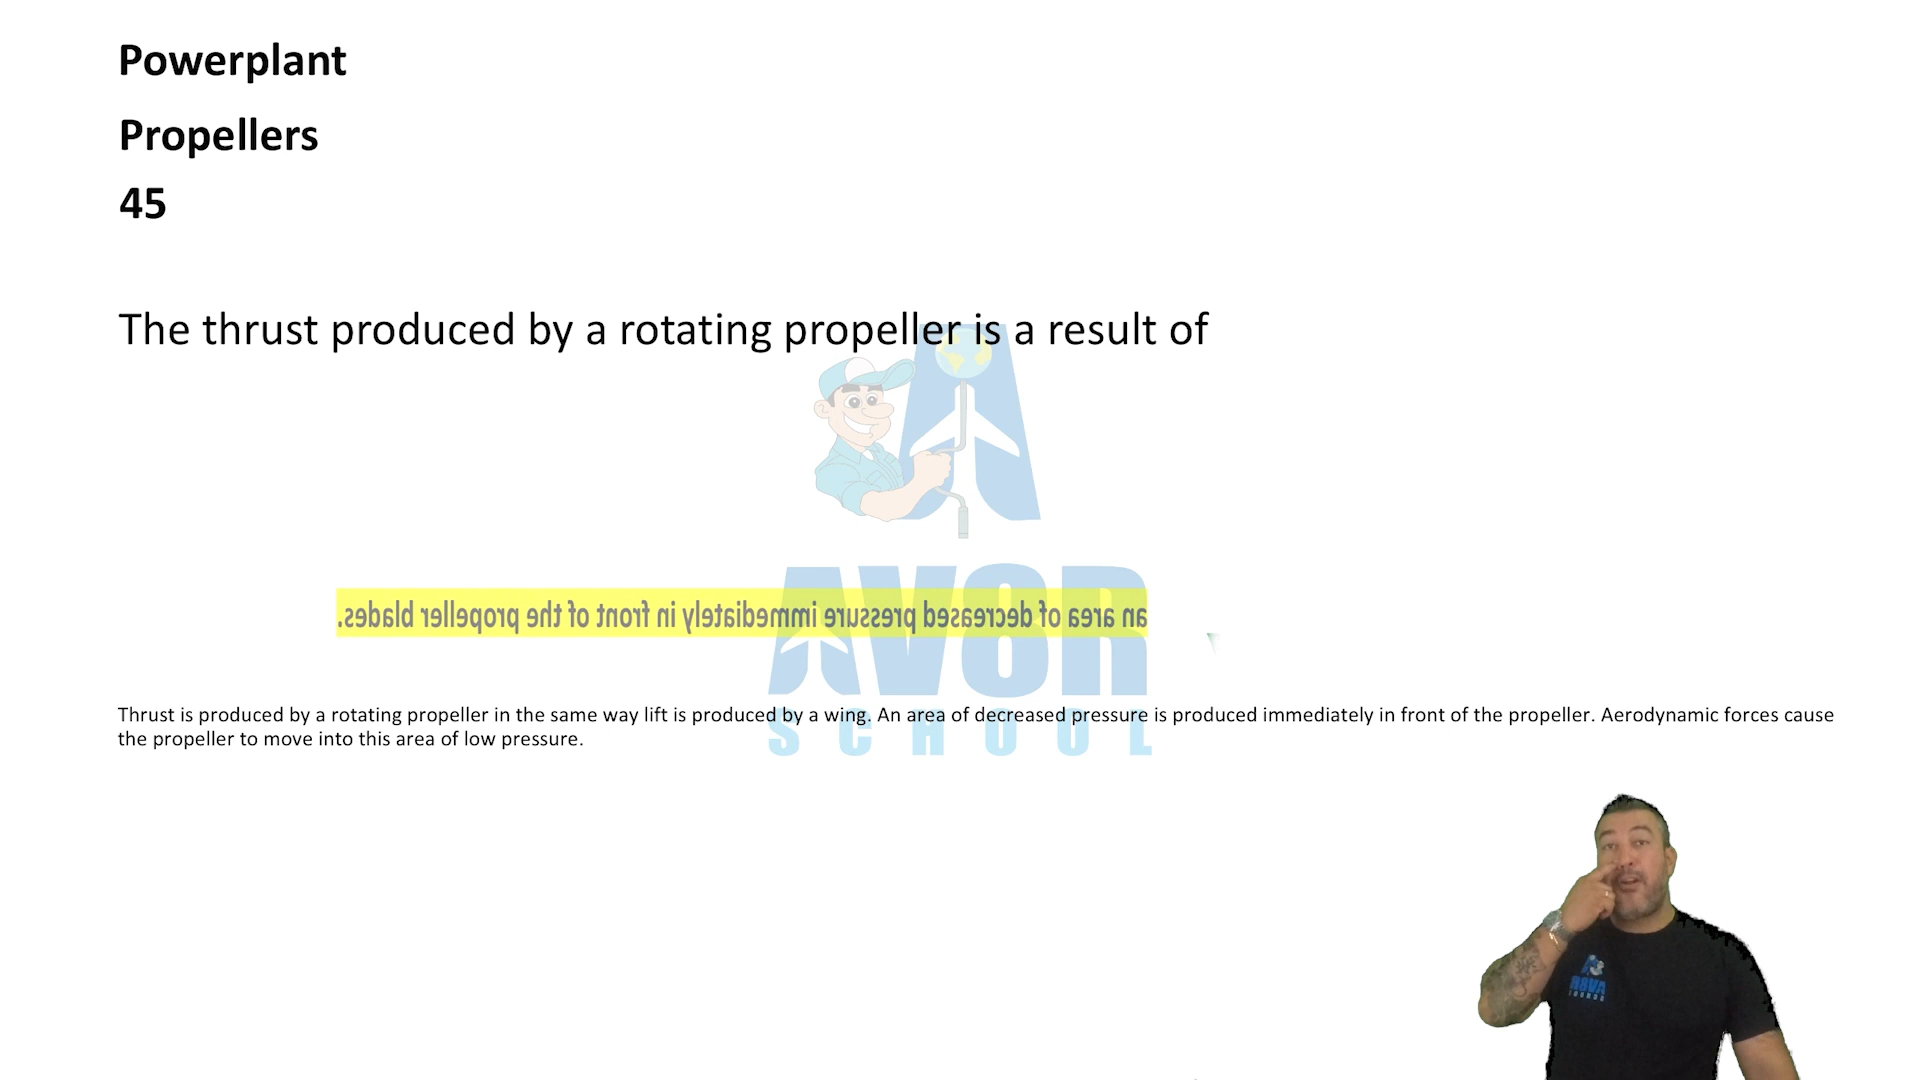 Powerplant
Propellers
45
The thrust produced by a rotating propeller is a result of
an area of decreased pressure immediately in front of the propeller blades.
AV8R
Thrust is produced by a rotating propeller in the same way lift is produced by a wing. An area of decreased pressure is produced immediately in front of the propeller. Aerodynamic forces cause
the propeller to move into this area of low pressure.
SCHOOL
AV8R
SCHOOL